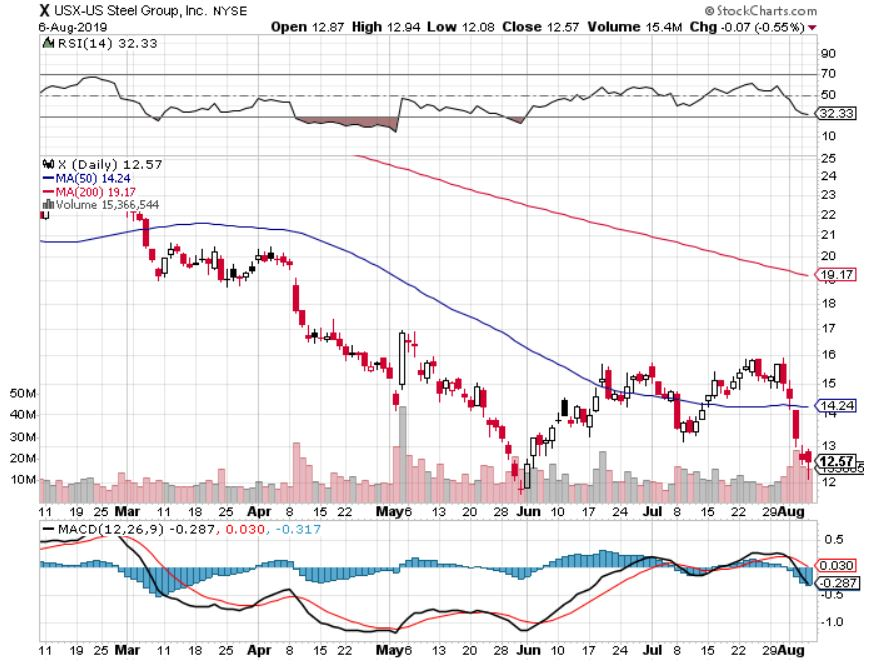 X USX-US Steel Group, Inc. NYSE
© StockCharts.com
6-Aug-2019
Open 12.87 High 12.94 Low 12.08 Close 12.57 Volume 15.4M Chg -0.07 (-0.55%)
RSI(14) 32.33
90
70
50
32.33
10
X (Daily) 12.57
MA(50) 14.24
MA(200) 19.17
Volume 15,366,544
25
24
23
22
21
20
19.17
18
17
16
15
14.24
14
13
12.57
12
50M
40M
30M
20M
10M
11 19 25 Mar 11 18 25 Apr 8 15 22 May 6 13 20 28 Jun 10 17 24 Jul 8 15 22 29 Aug
MACD(12,26,9) -0.287, 0.030, -0.317
0.5
0.030
-0.287
-0.5
-1.0
11 19 25 Mar 11 18 25 Apr 8 15 22 May 6 13 20 28 Jun 10 17 24 Jul 8 15 22 29 Aug